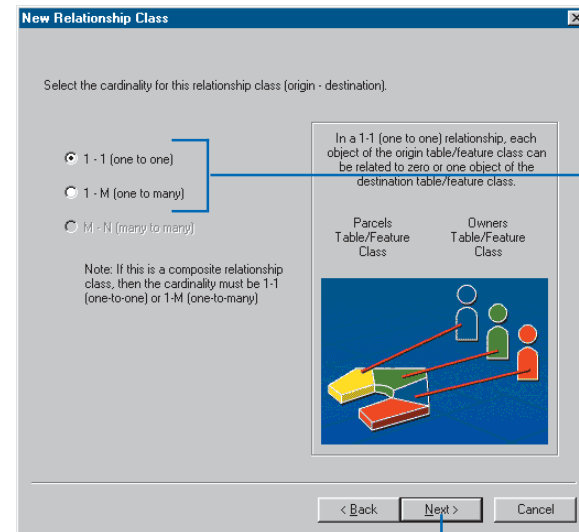 New Relationship Class
Select the cardinality for this relationship class (origin - destination).
1 - 1 (one to one)
1 - M (one to many)
M - N (many to many)
Note: If this is a composite relationship
class, then the cardinality must be 1-1
(one-to-one) or 1-M (one-to-many)
In a 1-1 (one to one) relationship, each
object of the origin table/feature class can
be related to zero or one object of the
destination table/feature class.
Parcels
Table/Feature
Class
Owners
Table/Feature
Class
< Back
Next >
Cancel